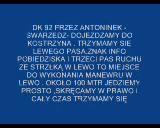 DK 92 PRZEZ ANTONINEK -
SWARZĘDZ- DOJEŻDŻAMY DO
KOSTRZYNA . TRZYMAMY SIĘ
LEWEGO PASA,ZNAK INFO
POBIEDZISKA I TRZECI PAS RUCHU
ZE STRZŁKĄ W LEWO TO MIEJSCE
DO WYKONANIA MANEWRU W
LEWO . OKOŁO 100 MTR JEDZIEMY
PROSTO ,SKRĘCAMY W PRAWO I
CAŁY CZAS TRZYMAMY SIĘ